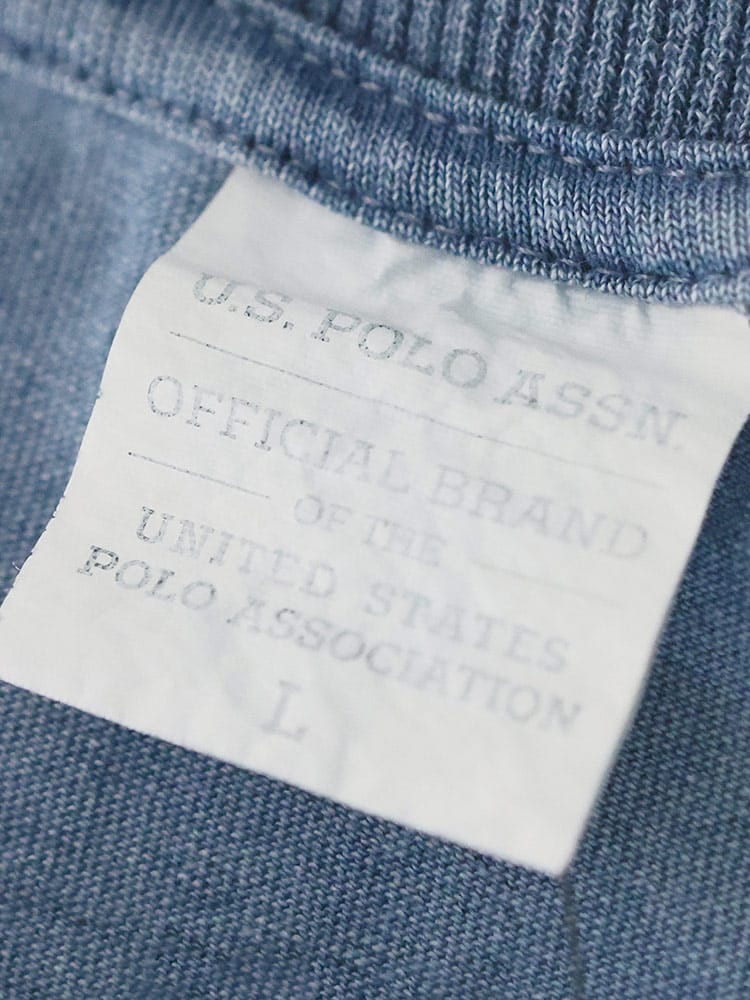 U.S. POLO ASSN.
OFFICIAL BRAND
OF THE
UNITED STATES
POLO ASSOCIATION
L